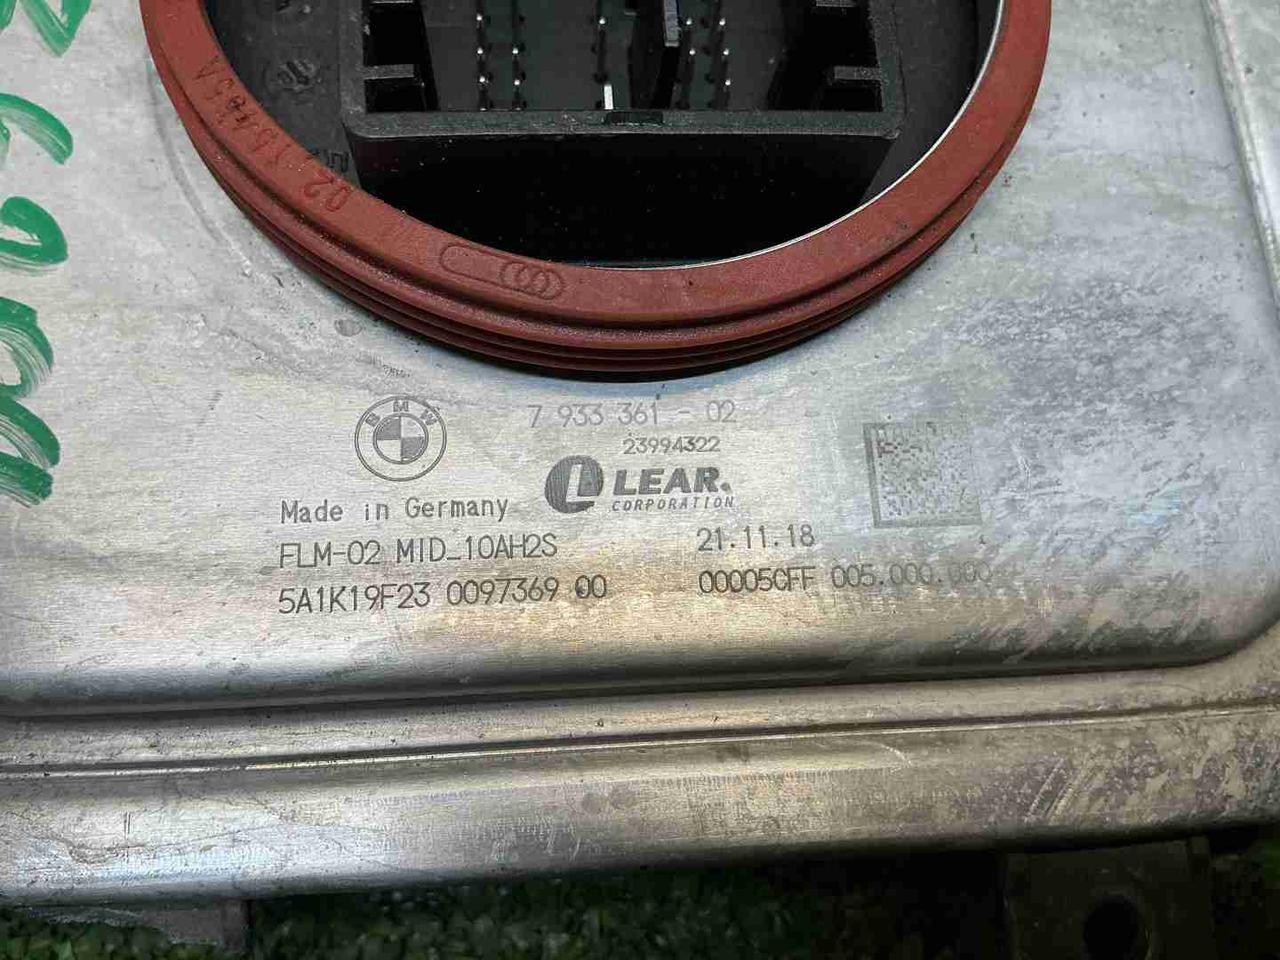 BMW
7 933 361 - 02
23994322
LEAR.
CORPORATION
Made in Germany
FLM-02 MID_10AH2S
21.11.18
5A1K19F23 0097369 00
00005CFF 005.000.000